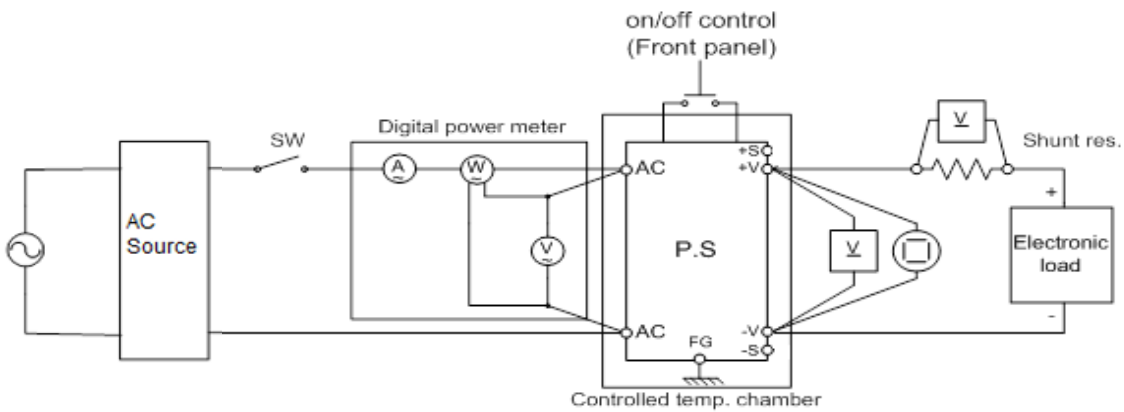 on/off control
(Front panel)
Digital power meter
SW
Shunt res.
AC
Source
A
~
W
~
V
~
AC
AC
P.S
+S
+V
-V
-S
FG
V
V
+
Electronic
load
-
Controlled temp. chamber